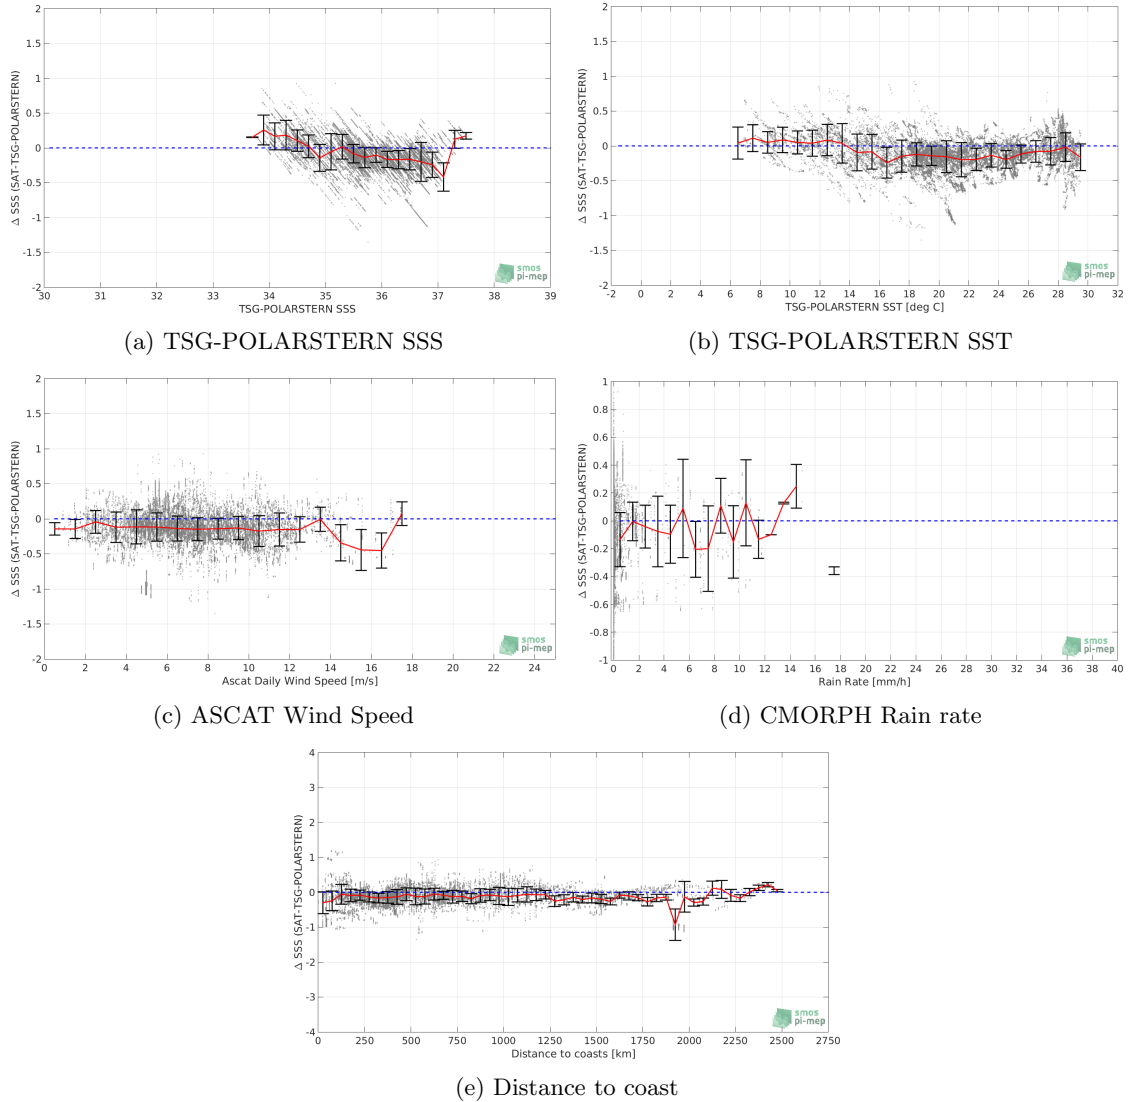 2
1.5
1
0.5
0
-0.5
-1
-1.5
-2
Δ SSS (SAT-TSG-POLARSTERN)
30 31 32 33 34 35 36 37 38 39
TSG-POLARSTERN SSS
smos
pi-mep
(a) TSG-POLARSTERN SSS
2
1.5
1
0.5
0
-0.5
-1
-1.5
-2
Δ SSS (SAT-TSG-POLARSTERN)
-2 0 2 4 6 8 10 12 14 16 18 20 22 24 26 28 30 32
TSG-POLARSTERN SST [deg C]
smos
pi-mep
(b) TSG-POLARSTERN SST
2
1.5
1
0.5
0
-0.5
-1
-1.5
-2
Δ SSS (SAT-TSG-POLARSTERN)
0 2 4 6 8 10 12 14 16 18 20 22 24
Ascat Daily Wind Speed [m/s]
smos
pi-mep
(c) ASCAT Wind Speed
1
0.8
0.6
0.4
0.2
0
-0.2
-0.4
-0.6
-0.8
-1
Δ SSS (SAT-TSG-POLARSTERN)
0 2 4 6 8 10 12 14 16 18 20 22 24 26 28 30 32 34 36 38 40
Rain Rate [mm/h]
smos
pi-mep
(d) CMORPH Rain rate
4
3
2
1
0
-1
-2
-3
-4
Δ SSS (SAT-TSG-POLARSTERN)
0 250 500 750 1000 1250 1500 1750 2000 2250 2500 2750
Distance to coasts [km]
smos
pi-mep
(e) Distance to coast